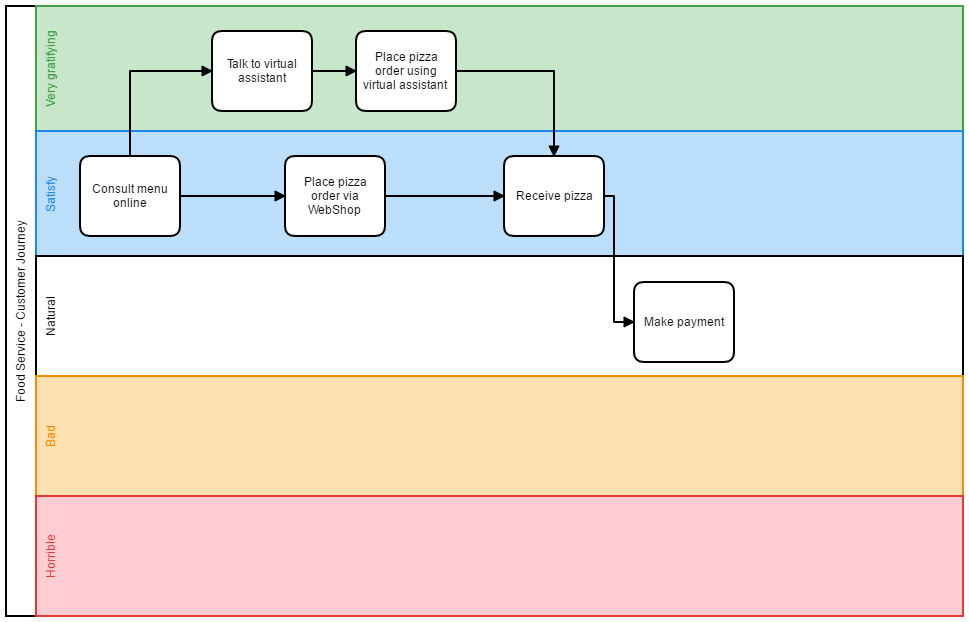 Food Service - Customer Journey
Very gratifying
Talk to virtual
assistant
Place pizza
order using
virtual assistant
Satisfy
Consult menu
online
Place pizza
order via
WebShop
Receive pizza
Natural
Make payment
Bad
Horrible